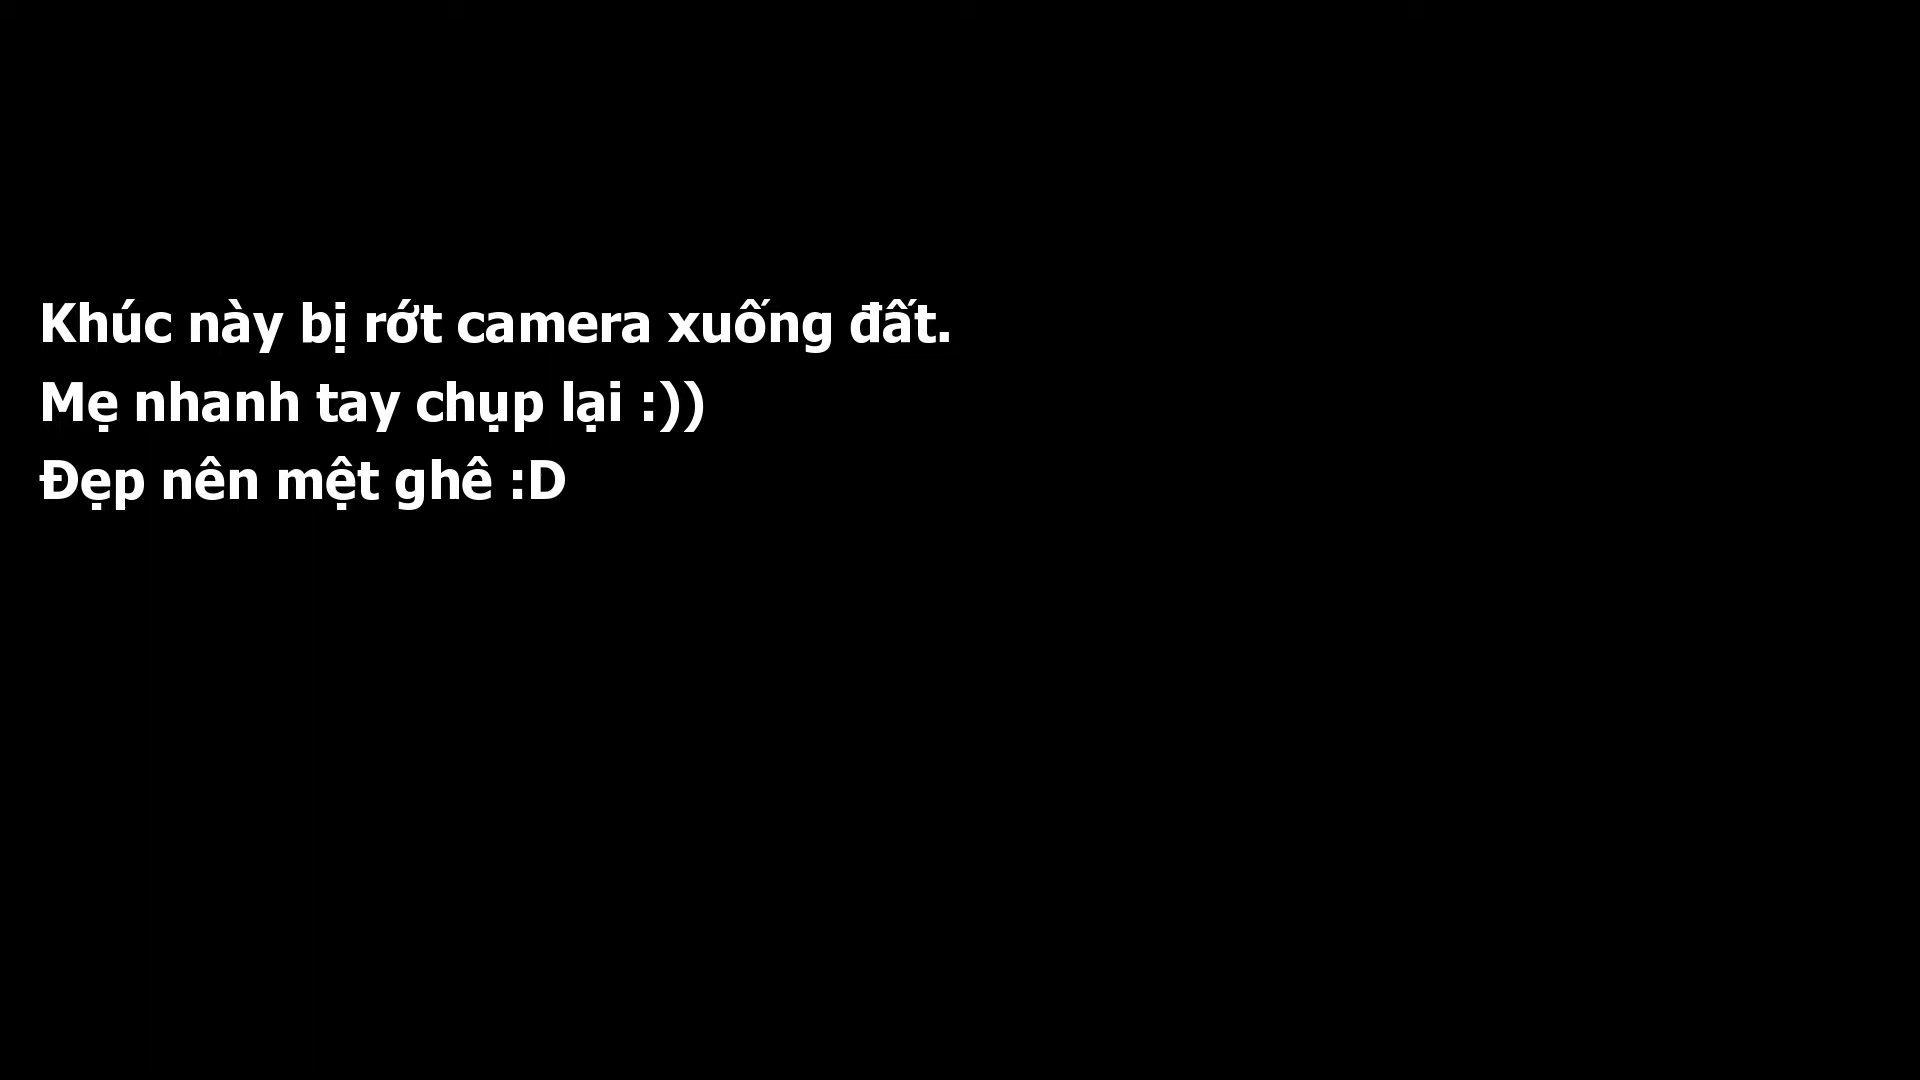 Khúc này bị rớt camera xuống đất.
Mẹ nhanh tay chụp lại :))
Đẹp nên mệt ghê :D